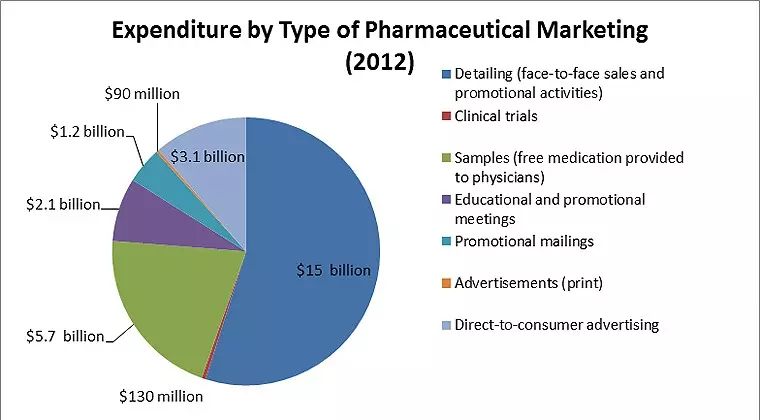 Expenditure by Type of Pharmaceutical Marketing
(2012)
$90 million
$1.2 billion
$3.1 billion
$2.1 billion
$15 billion
$5.7 billion
$130 million
Detailing (face-to-face sales and
promotional activities)
Clinical trials
Samples (free medication provided
to physicians)
Educational and promotional
meetings
Promotional mailings
Advertisements (print)
Direct-to-consumer advertising